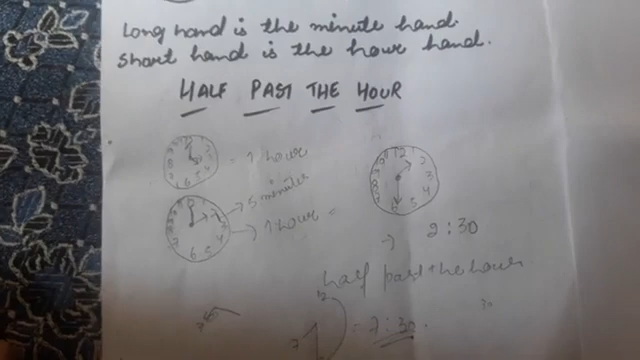 Long hand is the minute hand.
Short hand is the hour hand.
HALF PAST THE HOUR
= 1 hour
→ 5 minutes
→ 1 hour =
→ 2:30
half past the hour
= 7:30.